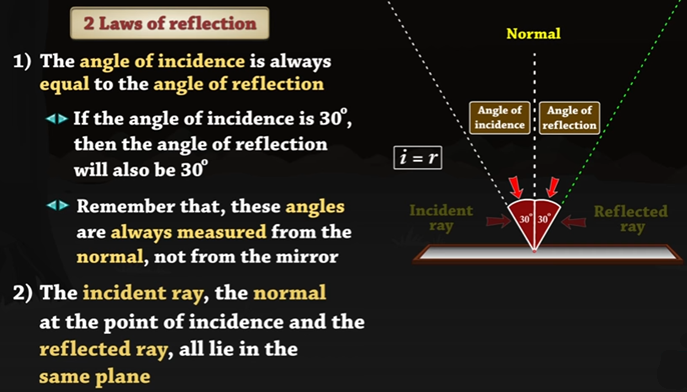 2 Laws of reflection
1) The angle of incidence is always
equal to the angle of reflection
If the angle of incidence is 30°,
then the angle of reflection
will also be 30°
Remember that, these angles
are always measured from the
normal, not from the mirror
2) The incident ray, the normal
at the point of incidence and the
reflected ray, all lie in the
same plane
Normal
Angle of
incidence
Angle of
reflection
i = r
Incident
ray
30° 30°
Reflected
ray